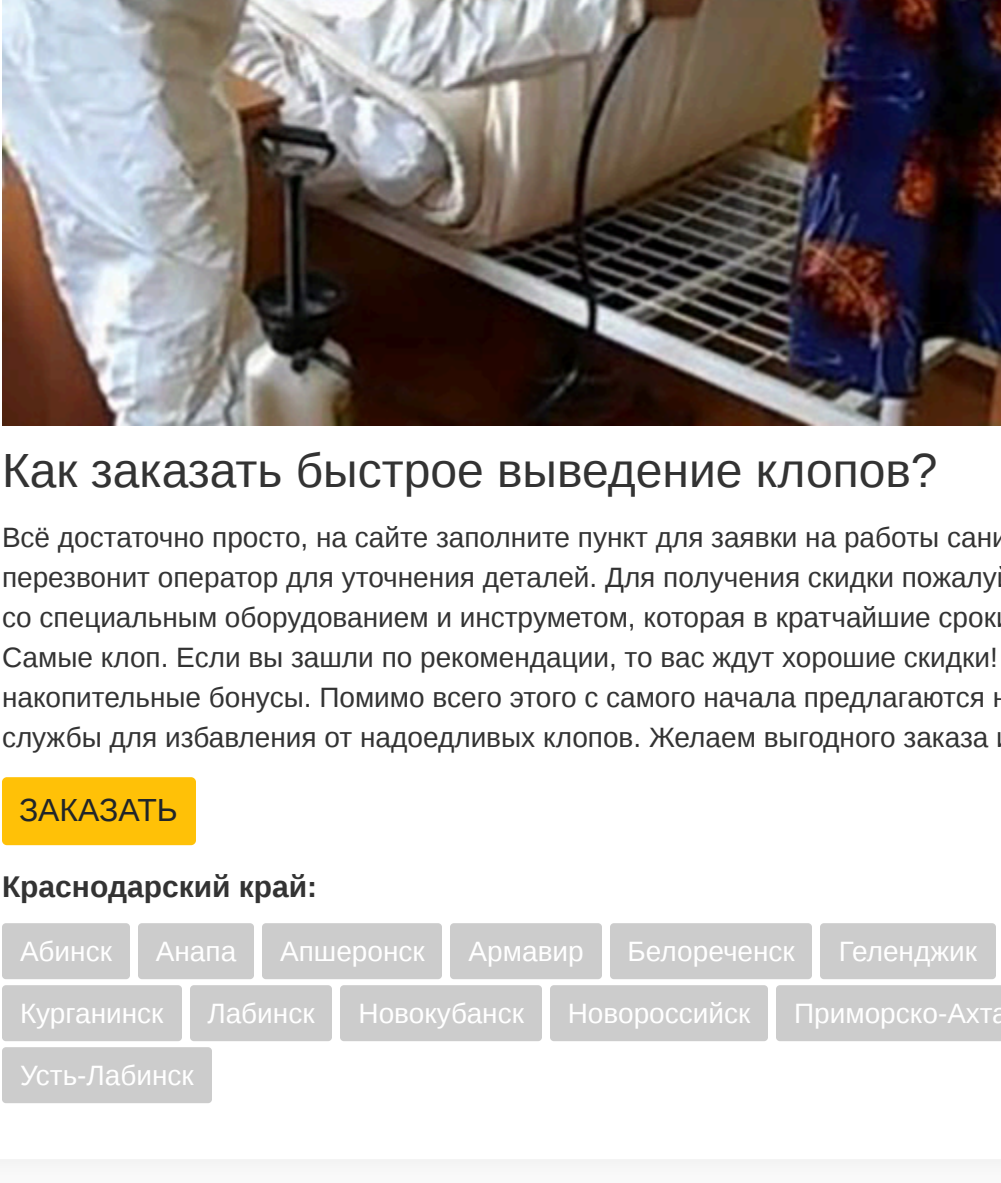 Как заказать быстрое выведение клопов?
Всё достаточно просто, на сайте заполните пункт для заявки на работы
перезвонит оператор для уточнения деталей. Для получения скидки
со специальным оборудованием и инструметом, которая в кратчайшие
Самые клоп. Если вы зашли по рекомендации, то вас ждут хорошие скидки!
накопительные бонусы. Помимо всего этого с самого начала предлагаются
службы для избавления от надоедливых клопов. Желаем выгодного заказа
ЗАКАЗАТЬ
Краснодарский край:
Абинск Анапа Апшеронск Армавир Белореченск Геленджик
Курганинск Лабинск Новокубанск Новороссийск
Усть-Лабинск